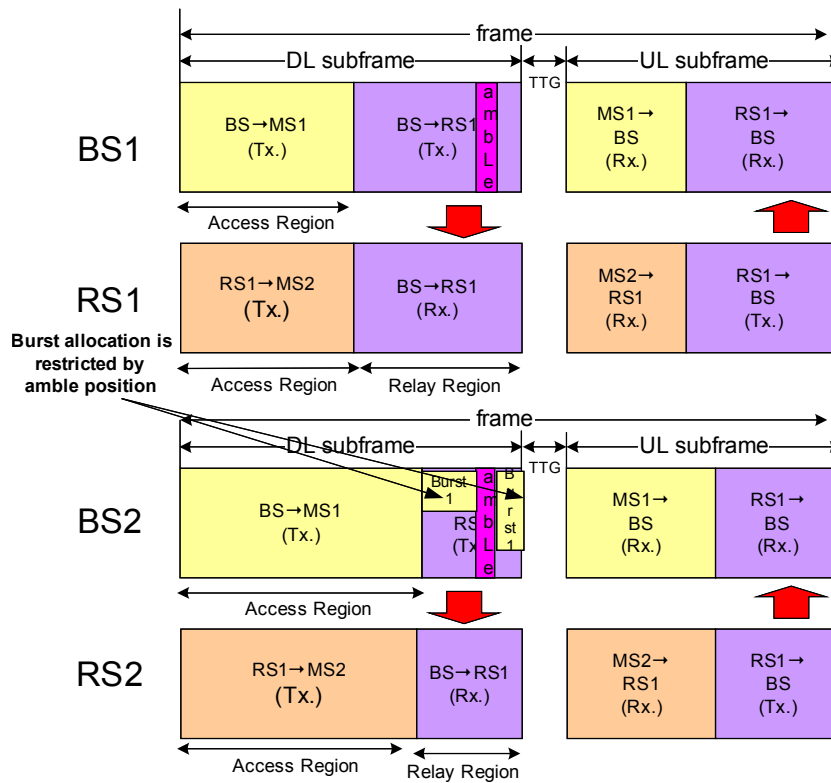 frame
DL subframe
TTG
UL subframe
BS1
BS→MS1
(Tx.)
BS→RS1
(Tx.)
a
m
b
L
e
MS1→
BS
(Rx.)
RS1→
BS
(Rx.)
Access Region
RS1
RS1→MS2
(Tx.)
BS→RS1
(Rx.)
MS2→
RS1
(Rx.)
RS1→
BS
(Tx.)
Burst allocation is
restricted by
amble position
Access Region
Relay Region
frame
DL subframe
TTG
UL subframe
BS2
BS→MS1
(Tx.)
Burst
1
a
m
b
L
e
B
r
st
1
MS1→
BS
(Rx.)
RS1→
BS
(Rx.)
Access Region
RS2
RS1→MS2
(Tx.)
BS→RS1
(Rx.)
MS2→
RS1
(Rx.)
RS1→
BS
(Tx.)
Access Region
Relay Region